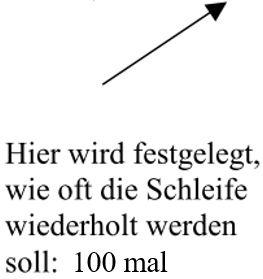 Hier wird festgelegt,
wie oft die Schleife
wiederholt werden
soll: 100 mal